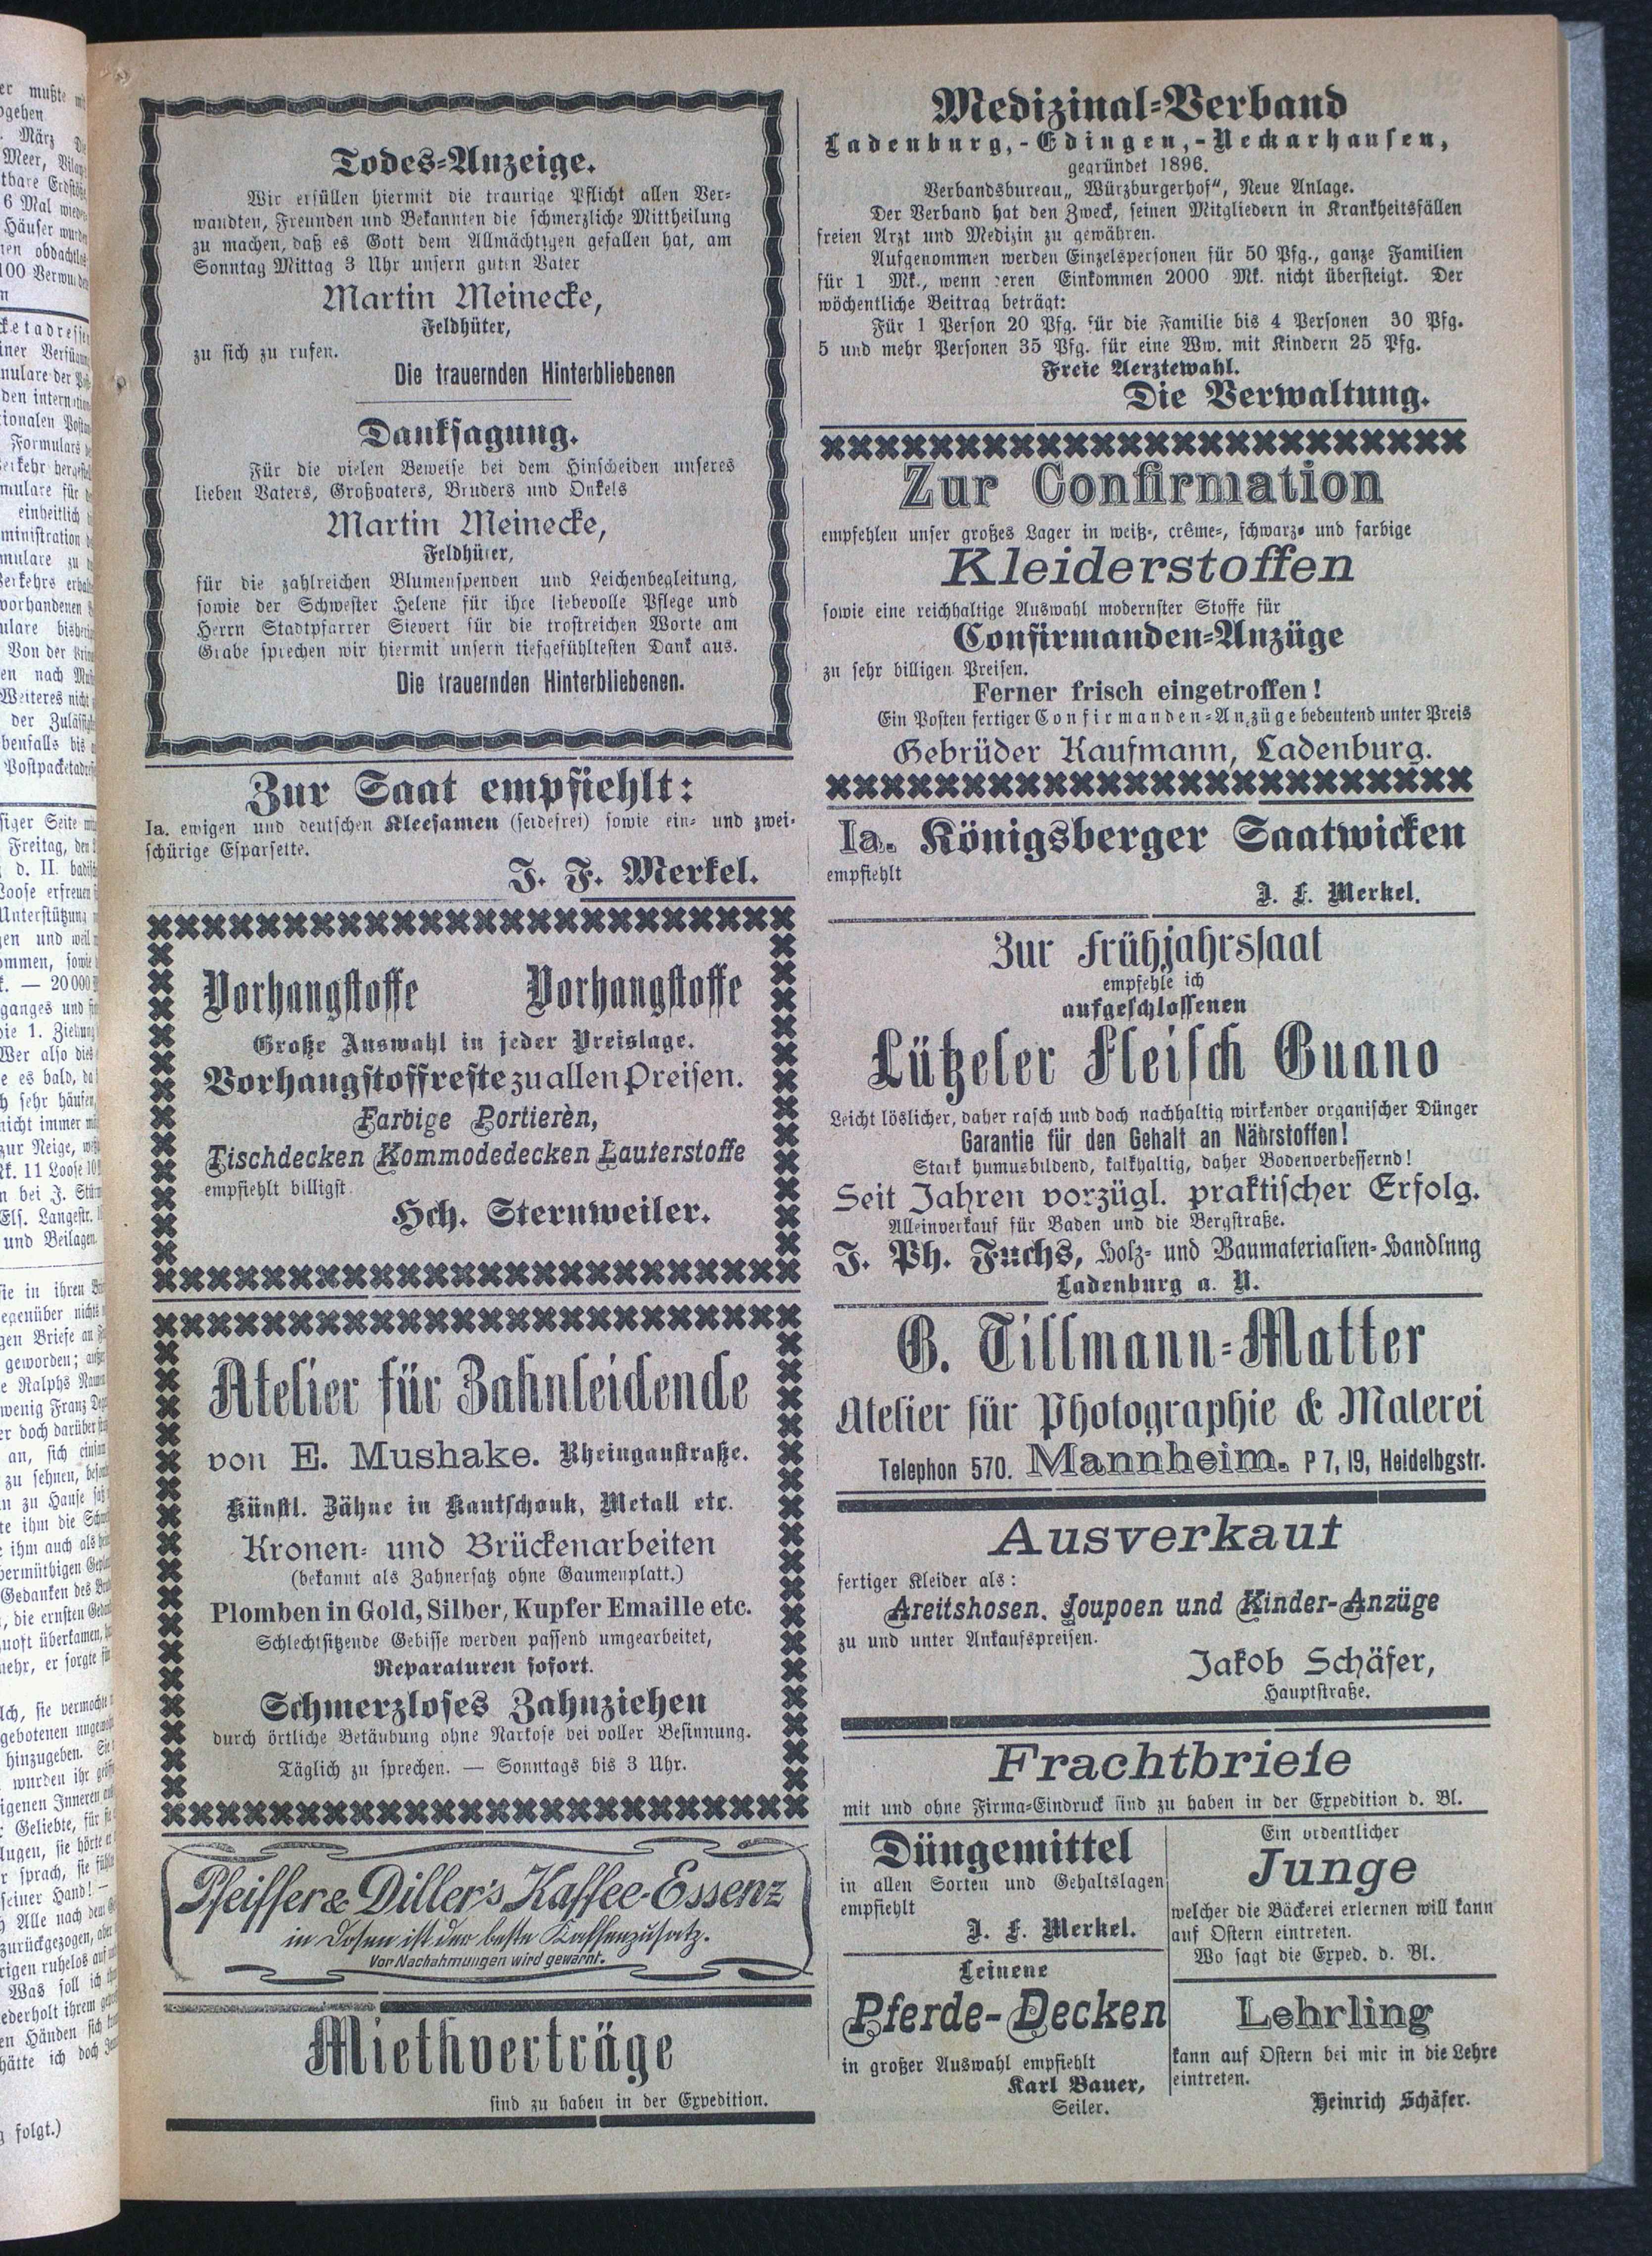 Todes-Anzeige.
Wir erfüllen hiermit die traurige Pflicht allen Ver-
wandten, Freunden und Bekannten die schmerzliche Mittheilung
zu machen, daß es Gott dem Allmächtigen gefallen hat, am
Sonntag Mittag 3 Uhr unsern guten Vater
Martin Meinecke,
Feldhüter,
zu sich zu rufen.
Die trauernden Hinterbliebenen
Danksagung.
Für die vielen Beweise bei dem Hinscheiden unseres
lieben Vaters, Großvaters, Bruders und Onkels
Martin Meinecke,
Feldhüter,
für die zahlreichen Blumenspenden und Leichenbegleitung,
sowie der Schwester Helene für ihre liebevolle Pflege und
Herrn Stadtpfarrer Sievert für die trostreichen Worte am
Grabe sprechen wir hiermit unsern tiefgefühltesten Dank aus.
Die trauernden Hinterbliebenen.
Zur Saat empfiehlt:
Ia. ewigen und deutschen Kleesamen (seidefrei) sowie ein- und zwei-
schürige Esparsette.
J. F. Merkel.
Vorhangstoffe Vorhangstoffe
Große Auswahl in jeder Preislage.
Vorhangstoffreste zu allen Preisen.
Farbige Portierèn,
Tischdecken Kommodedecken Lauferstoffe
empfiehlt billigst
Hch. Sternweiler.
Atelier für Zahnleidende
von E. Mushake. Rheingaustraße.
Künstl. Zähne in Kautschouk, Metall etc.
Kronen- und Brückenarbeiten
(bekannt als Zahnersatz ohne Gaumenplatt.)
Plomben in Gold, Silber, Kupfer Emaille etc.
Schlechtsitzende Gebisse werden passend umgearbeitet,
Reparaturen sofort.
Schmerzloses Zahnziehen
durch örtliche Betäubung ohne Narkose bei voller Besinnung.
Täglich zu sprechen. — Sonntags bis 3 Uhr.
Pfeiffer & Diller's Kaffee-Essenz
in Dosen ist der beste Kaffeezusatz.
Vor Nachahmungen wird gewarnt.
Miethverträge
sind zu haben in der Expedition.
Medizinal-Verband
Ladenburg,-Edingen,-Neckarhausen,
gegründet 1896.
Verbandsbureau„ Würzburgerhof", Neue Anlage.
Der Verband hat den Zweck, seinen Mitgliedern in Krankheitsfällen
freien Arzt und Medizin zu gewähren.
Aufgenommen werden Einzelspersonen für 50 Pfg., ganze Familien
für 1 Mk., wenn deren Einkommen 2000 Mk. nicht übersteigt. Der
wöchentliche Beitrag beträgt:
Für 1 Person 20 Pfg. für die Familie bis 4 Personen 30 Pfg.
5 und mehr Personen 35 Pfg. für eine Ww. mit Kindern 25 Pfg.
Freie Aerztewahl.
Die Verwaltung.
Zur Confirmation
empfehlen unser großes Lager in weiß-, crême-, schwarz- und farbige
Kleiderstoffen
sowie eine reichhaltige Auswahl modernster Stoffe für
Confirmanden-Anzüge
zu sehr billigen Preisen.
Ferner frisch eingetroffen!
Ein Posten fertiger Confirmanden-Anzüge bedeutend unter Preis
Gebrüder Kaufmann, Ladenburg.
Ia. Königsberger Saatwicken
empfiehlt
J. F. Merkel.
Zur Frühjahrssaat
empfehle ich
aufgeschlossenen
Lützeler Fleisch Guano
Leicht löslicher, daher rasch und doch nachhaltig wirkender organischer Dünger
Garantie für den Gehalt an Nährstoffen!
Stark humusbildend, kalkhaltig, daher Bodenverbessernd!
Seit Jahren vorzügl. praktischer Erfolg.
Alleinverkauf für Baden und die Bergstraße.
J. Ph. Fuchs, Holz- und Baumaterialien-Handlung
Ladenburg a. N.
G. Tillmann-Matter
Atelier für Photographie & Malerei
Telephon 570. Mannheim. P 7, 19, Heidelbgstr.
Ausverkauf
fertiger Kleider als:
Areitshosen, Joupoen und Kinder-Anzüge
zu und unter Ankaufspreisen.
Jakob Schäfer,
Hauptstraße.
Frachtbriefe
mit und ohne Firma-Eindruck sind zu haben in der Expedition d. Bl.
Düngemittel
in allen Sorten und Gehaltslagen
empfiehlt
J. F. Merkel.
Leinene
Pferde-Decken
in großer Auswahl empfiehlt
Karl Bauer,
Seiler.
Ein ordentlicher
Junge
welcher die Bäckerei erlernen will kann
auf Ostern eintreten.
Wo sagt die Exped. d. Bl.
Lehrling
kann auf Ostern bei mir in die Lehre
eintreten.
Heinrich Schäfer.